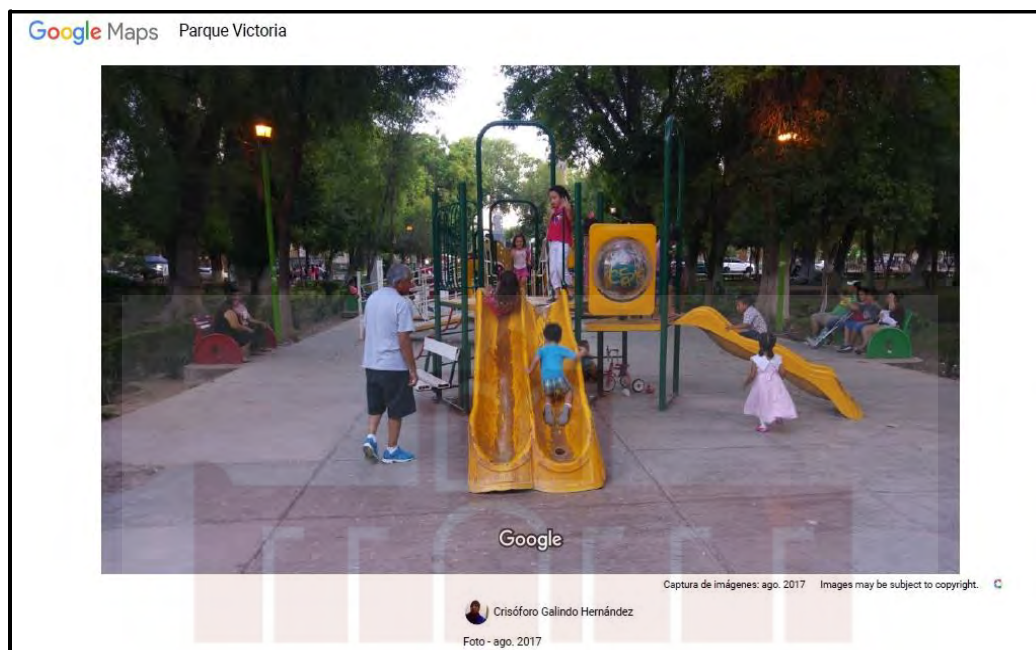 Google Maps Parque Victoria
Google
Captura de imágenes: ago. 2017 Images may be subject to copyright.
Crisóforo Galindo Hernández
Foto - ago. 2017